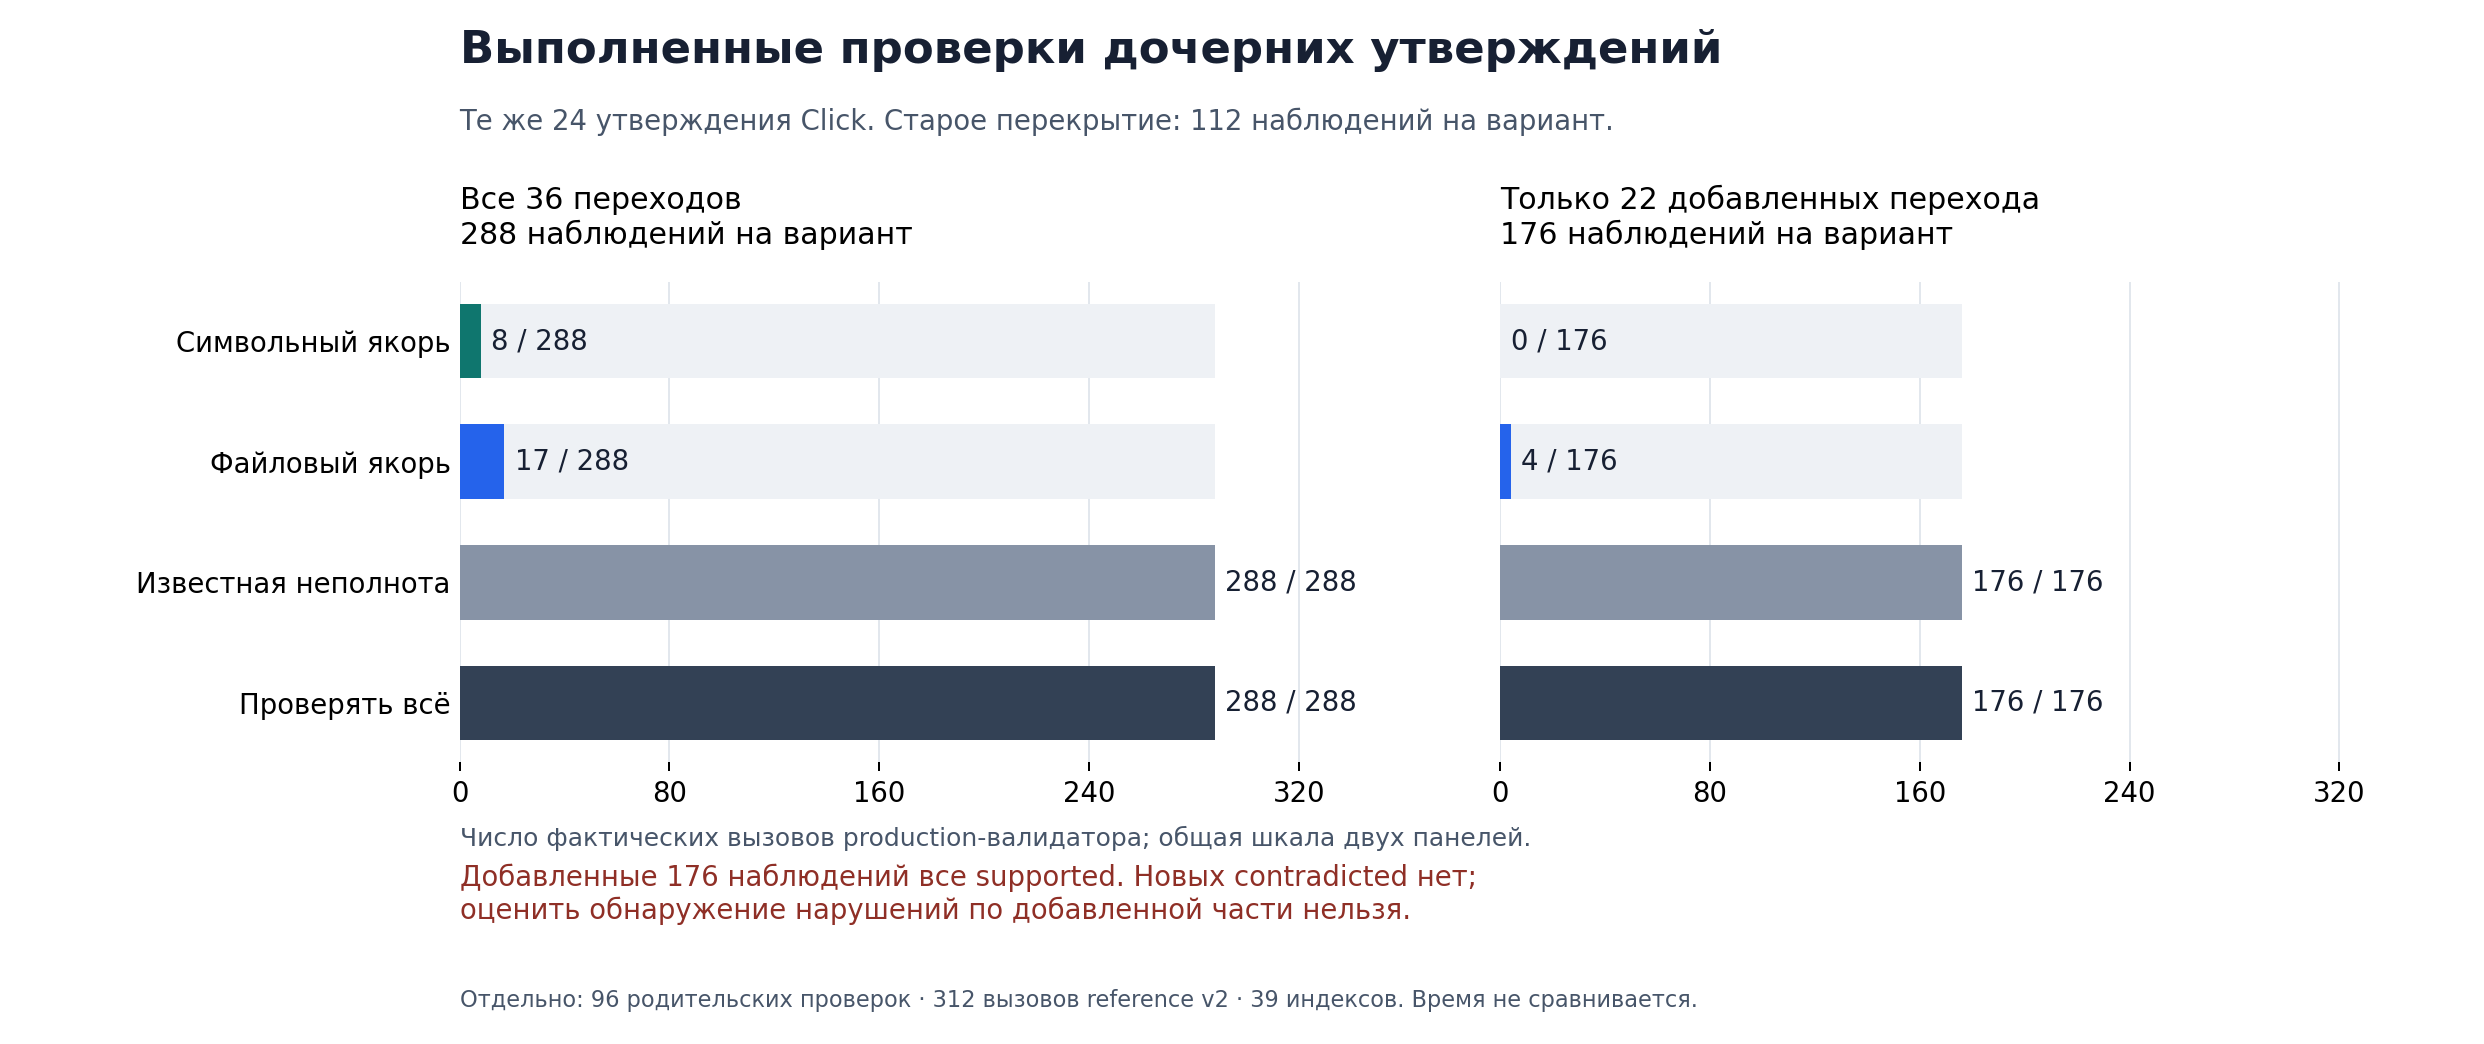 Выполненные проверки дочерних утверждений
Те же 24 утверждения Click. Старое перекрытие: 112 наблюдений на вариант.
Все 36 переходов
288 наблюдений на вариант
Только 22 добавленных перехода
176 наблюдений на вариант
Символьный якорь
8 / 288
0 / 176
Файловый якорь
17 / 288
4 / 176
Известная неполнота
288 / 288
176 / 176
Проверять всё
288 / 288
176 / 176
0 80 160 240 320
0 80 160 240 320
Число фактических вызовов production-валидатора; общая шкала двух панелей.
Добавленные 176 наблюдений все supported. Новых contradicted нет;
оценить обнаружение нарушений по добавленной части нельзя.
Отдельно: 96 родительских проверок · 312 вызовов reference v2 · 39 индексов. Время не сравнивается.